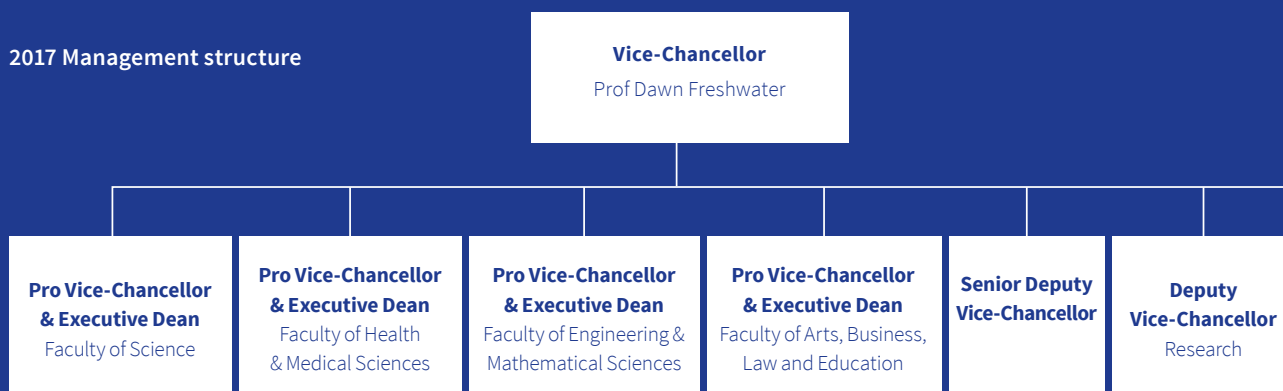 2017 Management structure
Vice-Chancellor
Prof Dawn Freshwater
Pro Vice-Chancellor
& Executive Dean
Faculty of Science
Pro Vice-Chancellor
& Executive Dean
Faculty of Health
& Medical Sciences
Pro Vice-Chancellor
& Executive Dean
Faculty of Engineering &
Mathematical Sciences
Pro Vice-Chancellor
& Executive Dean
Faculty of Arts, Business,
Law and Education
Senior Deputy
Vice-Chancellor
Deputy
Vice-Chancellor
Research